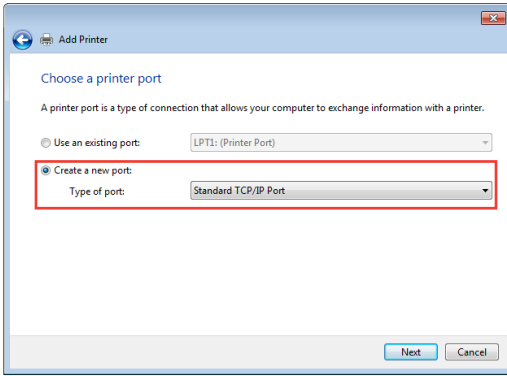 Add Printer
Choose a printer port
A printer port is a type of connection that allows your computer to exchange information with a printer.
Use an existing port: LPT1: (Printer Port)
Create a new port:
Type of port: Standard TCP/IP Port
Next Cancel